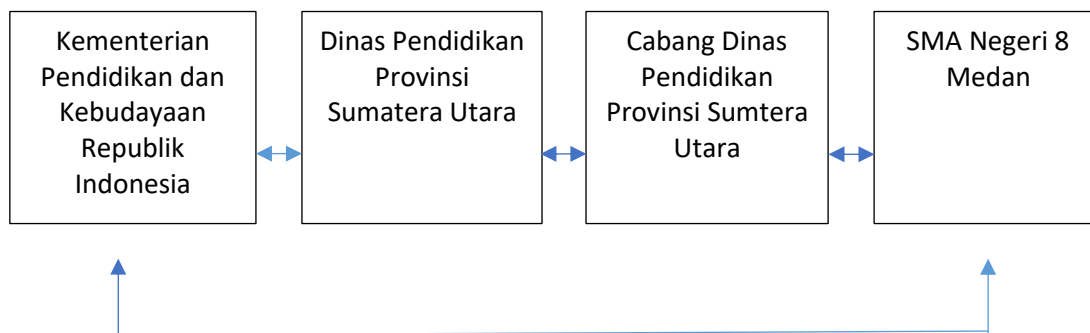 Kementerian
Pendidikan dan
Kebudayaan
Republik
Indonesia
Dinas Pendidikan
Provinsi
Sumatera Utara
Cabang Dinas
Pendidikan
Provinsi Sumtera
Utara
SMA Negeri 8
Medan